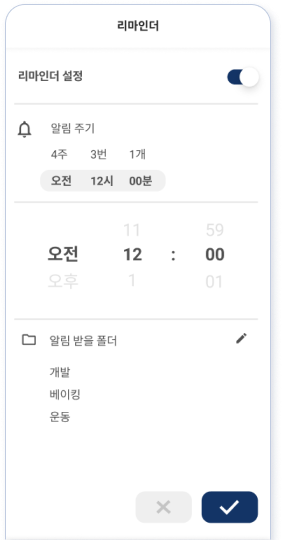 리마인더
리마인더 설정
알림 주기
4주 3번 1개
오전 12시 00분
11 59
오전 12 : 00
오후 1 01
알림 받을 폴더
개발
베이킹
운동